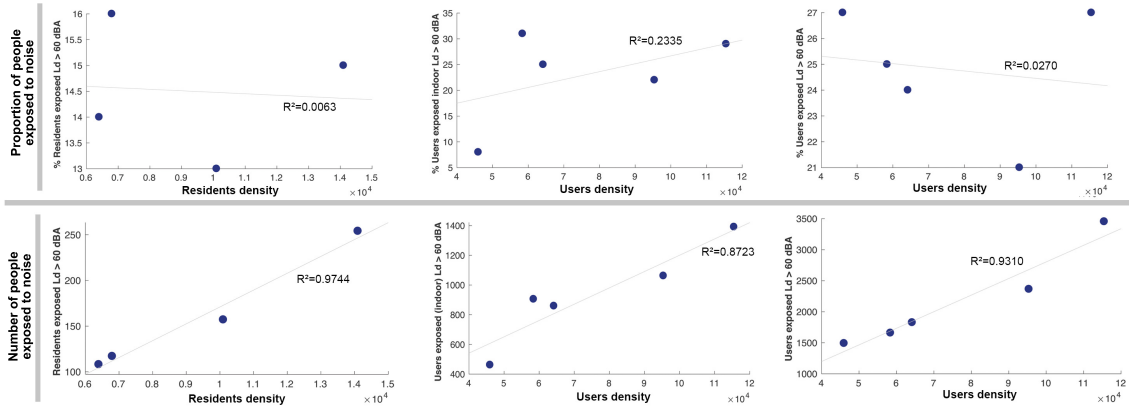 Proportion of people
exposed to noise
% Residents exposed Ld > 60 dBA
16
15.5
15
14.5
14
13.5
13
R²=0.0063
0.6 0.7 0.8 0.9 1 1.1 1.2 1.3 1.4 1.5
Residents density
×10⁴
% Users exposed indoor Ld > 60 dBA
35
30
25
20
15
10
5
R²=0.2335
4 5 6 7 8 9 10 11 12
Users density
×10⁴
% Users exposed Ld > 60 dBA
27
26
25
24
23
22
21
R²=0.0270
4 5 6 7 8 9 10 11 12
Users density
×10⁴
Number of people
exposed to noise
Residents exposed Ld > 60 dBA
250
200
150
100
R²=0.9744
0.6 0.7 0.8 0.9 1 1.1 1.2 1.3 1.4 1.5
Residents density
×10⁴
Users exposed (indoor) Ld > 60 dBA
1400
1200
1000
800
600
400
R²=0.8723
4 5 6 7 8 9 10 11 12
Users density
×10⁴
Users exposed Ld > 60 dBA
3500
3000
2500
2000
1500
1000
R²=0.9310
4 5 6 7 8 9 10 11 12
Users density
×10⁴